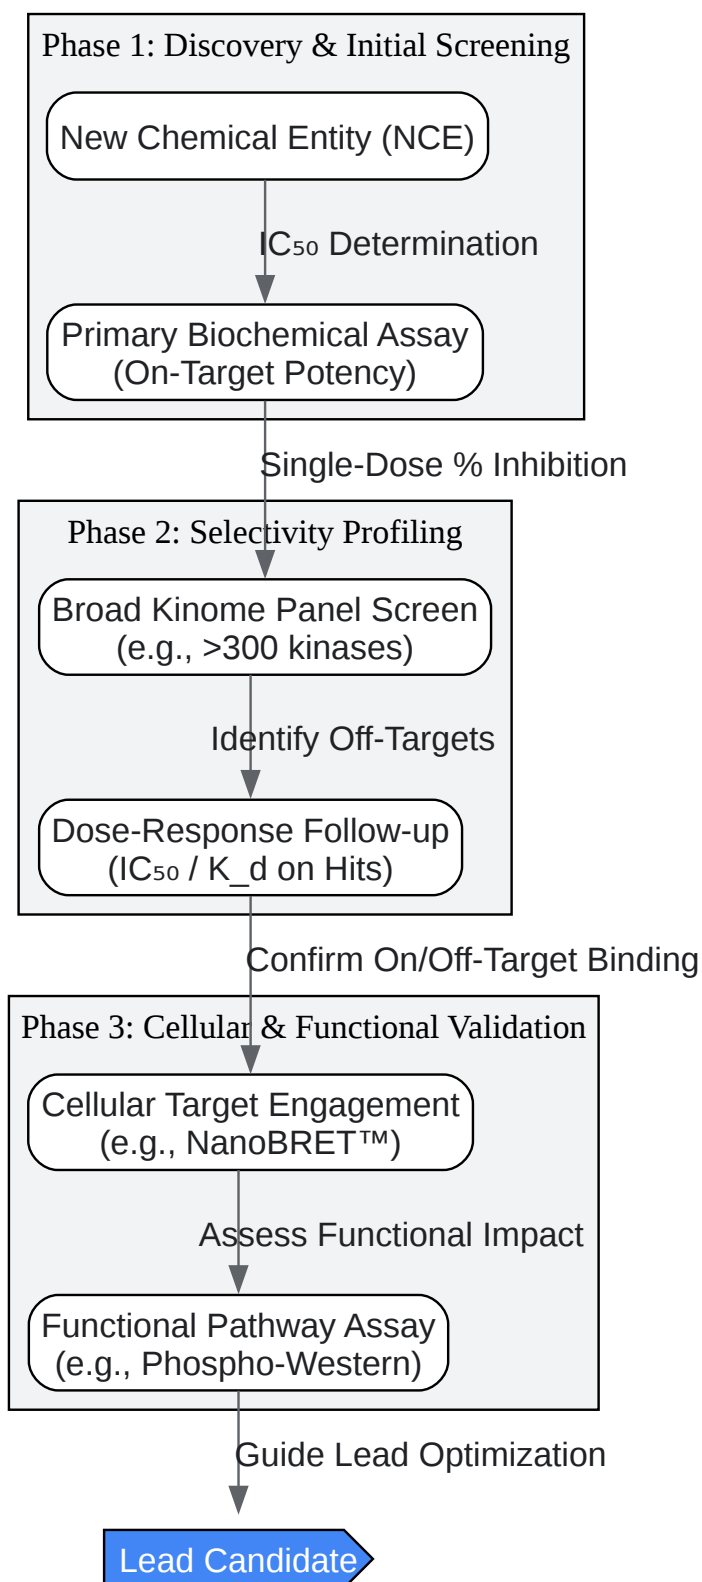 Phase 1: Discovery & Initial Screening
New Chemical Entity (NCE)
IC₅₀ Determination
Primary Biochemical Assay
(On-Target Potency)
Single-Dose % Inhibition
Phase 2: Selectivity Profiling
Broad Kinome Panel Screen
(e.g., >300 kinases)
Identify Off-Targets
Dose-Response Follow-up
(IC₅₀ / K_d on Hits)
Confirm On/Off-Target Binding
Phase 3: Cellular & Functional Validation
Cellular Target Engagement
(e.g., NanoBRET™)
Assess Functional Impact
Functional Pathway Assay
(e.g., Phospho-Western)
Guide Lead Optimization
Lead Candidate